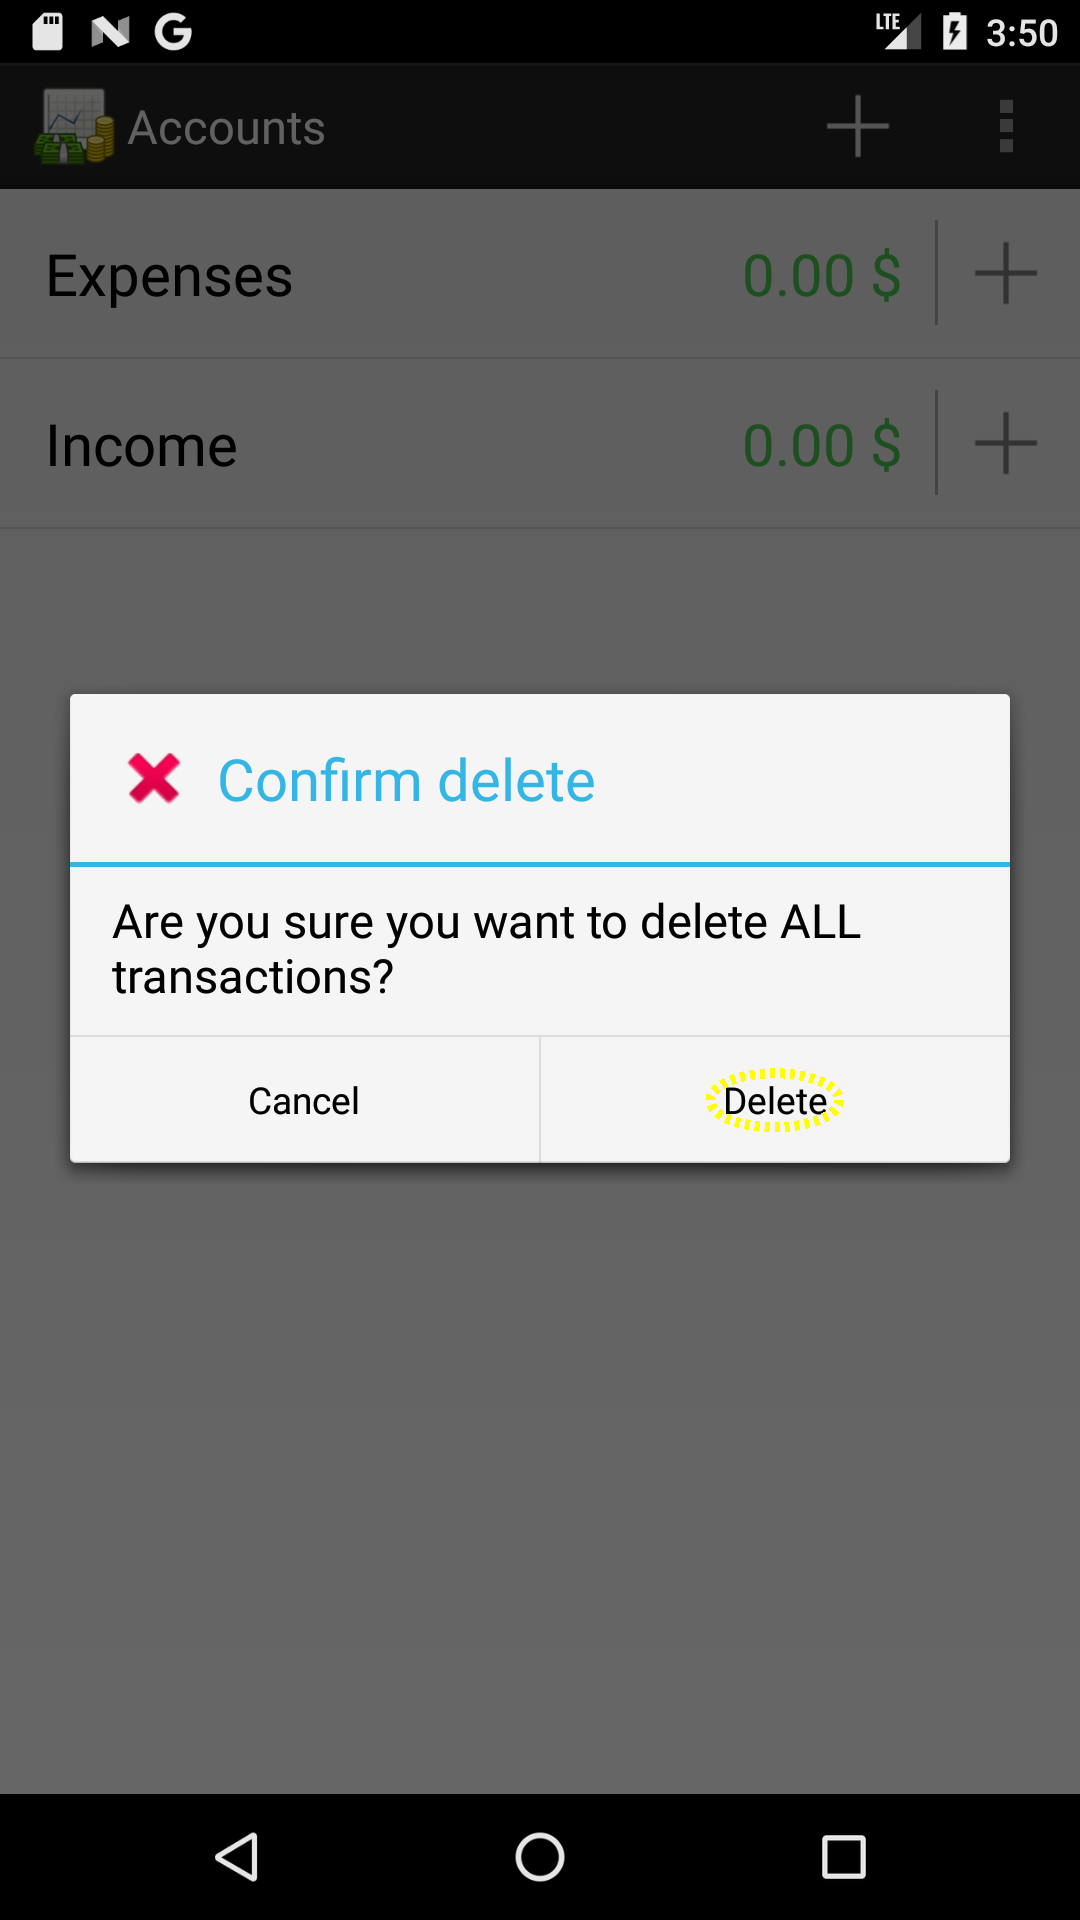 LTE 3:50
Accounts
Expenses 0.00 $
Income 0.00 $
Confirm delete
Are you sure you want to delete ALL
transactions?
Cancel Delete